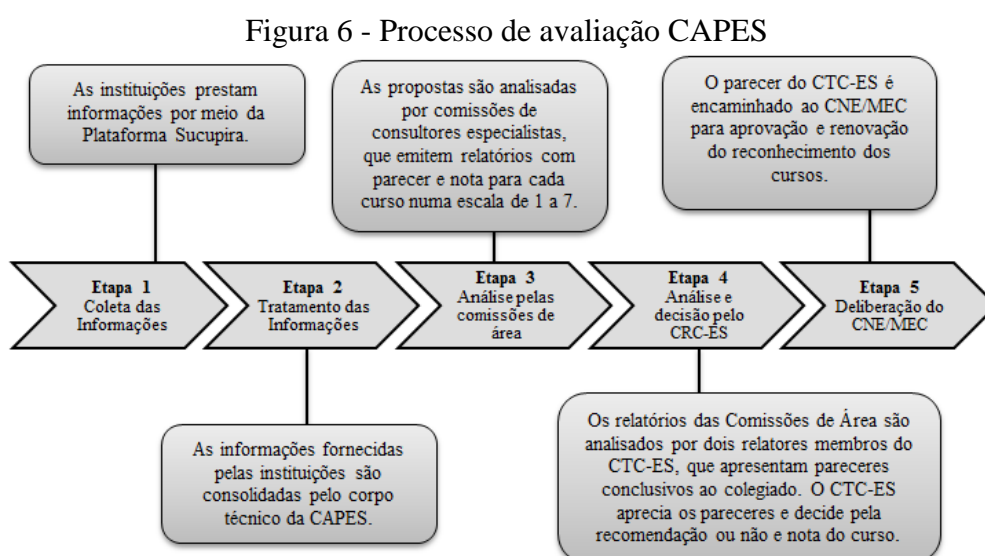 Figura 6 - Processo de avaliação CAPES
As instituições prestam
informações por meio da
Plataforma Sucupira.
As propostas são analisadas
por comissões de
consultores especialistas,
que emitem relatórios com
parecer e nota para cada
curso numa escala de 1 a 7.
O parecer do CTC-ES é
encaminhado ao CNE/MEC
para aprovação e renovação
do reconhecimento dos
cursos.
Etapa 1
Coleta das
Informações
Etapa 2
Tratamento das
Informações
Etapa 3
Análise pelas
comissões de
área
Etapa 4
Análise e
decisão pelo
CRC-ES
Etapa 5
Deliberação do
CNE/MEC
As informações fornecidas
pelas instituições são
consolidadas pelo corpo
técnico da CAPES.
Os relatórios das Comissões de Área são
analisados por dois relatores membros do
CTC-ES, que apresentam pareceres
conclusivos ao colegiado. O CTC-ES
aprecia os pareceres e decide pela
recomendação ou não e nota do curso.